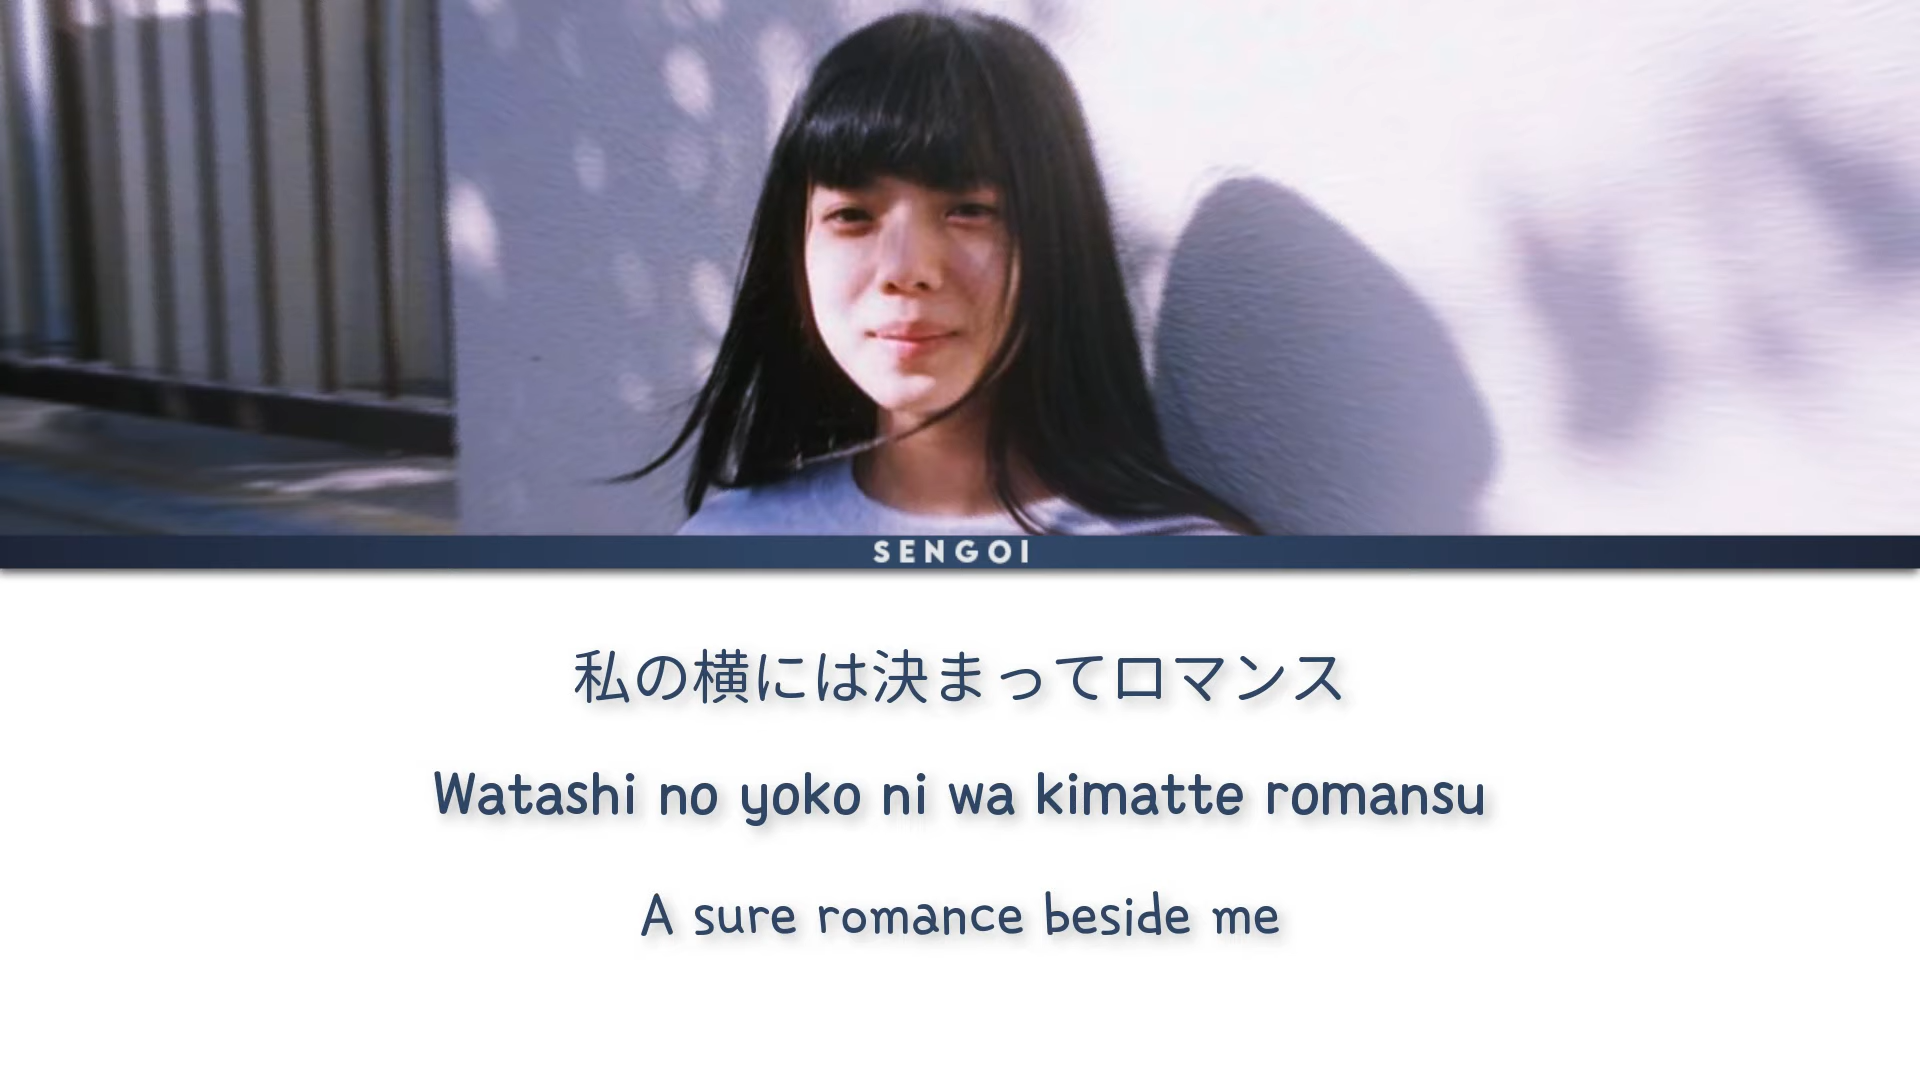 SENGOI
私の横には決まってロマンス
Watashi no yoko ni wa kimatte romansu
A sure romance beside me